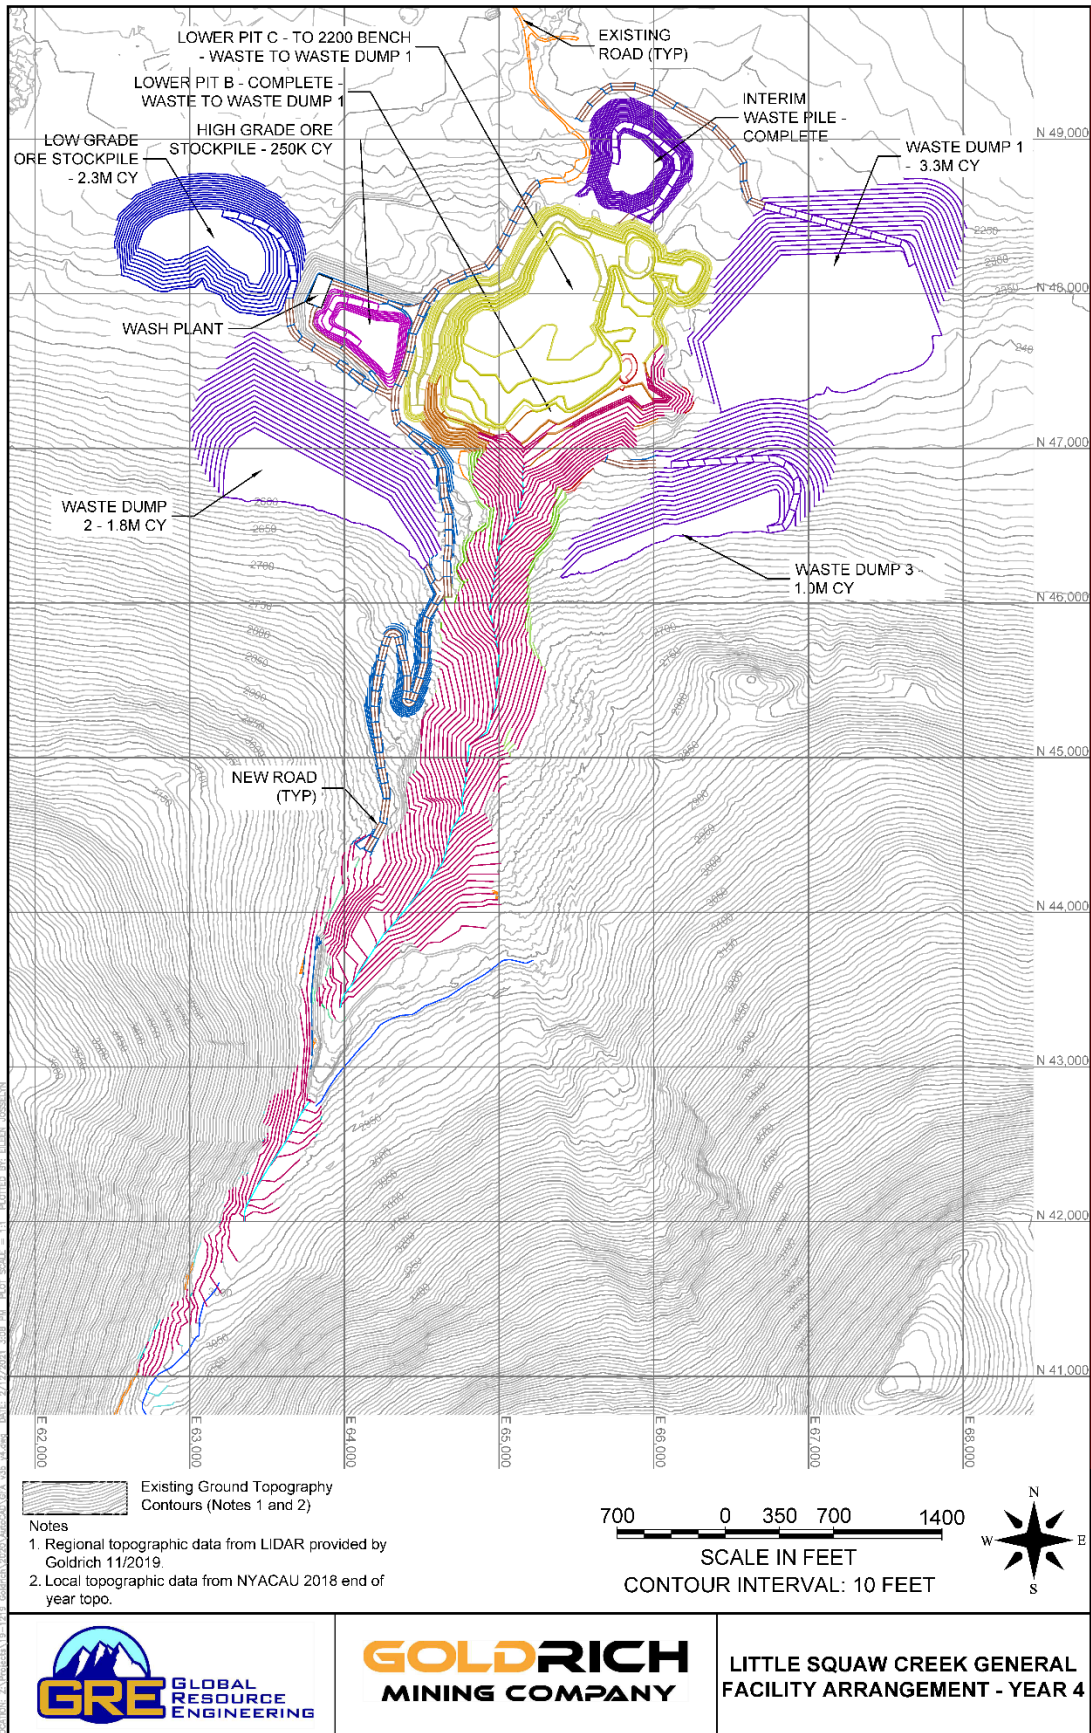 LOWER PIT C - TO 2200 BENCH
- WASTE TO WASTE DUMP 1
EXISTING
ROAD (TYP)
LOWER PIT B - COMPLETE
WASTE TO WASTE DUMP 1
HIGH GRADE ORE
STOCKPILE - 250K CY
LOW GRADE
ORE STOCKPILE
- 2.3M CY
INTERIM
WASTE PILE -
COMPLETE
WASTE DUMP 1
- 3.3M CY
WASH PLANT
WASTE DUMP
2 - 1.8M CY
WASTE DUMP 3 -
1.0M CY
NEW ROAD
(TYP)
N 49,000
N 48,000
N 47,000
N 46,000
N 45,000
N 44,000
N 43,000
N 42,000
N 41,000
E 62,000
E 63,000
E 64,000
E 65,000
E 66,000
E 67,000
E 68,000
Existing Ground Topography
Contours (Notes 1 and 2)
Notes
1. Regional topographic data from LIDAR provided by
Goldrich 11/2019.
2. Local topographic data from NYACAU 2018 end of
year topo.
700 0 350 700 1400
SCALE IN FEET
CONTOUR INTERVAL: 10 FEET
N
W E
S
GRE GLOBAL
RESOURCE
ENGINEERING
GOLDRICH
MINING COMPANY
LITTLE SQUAW CREEK GENERAL
FACILITY ARRANGEMENT - YEAR 4